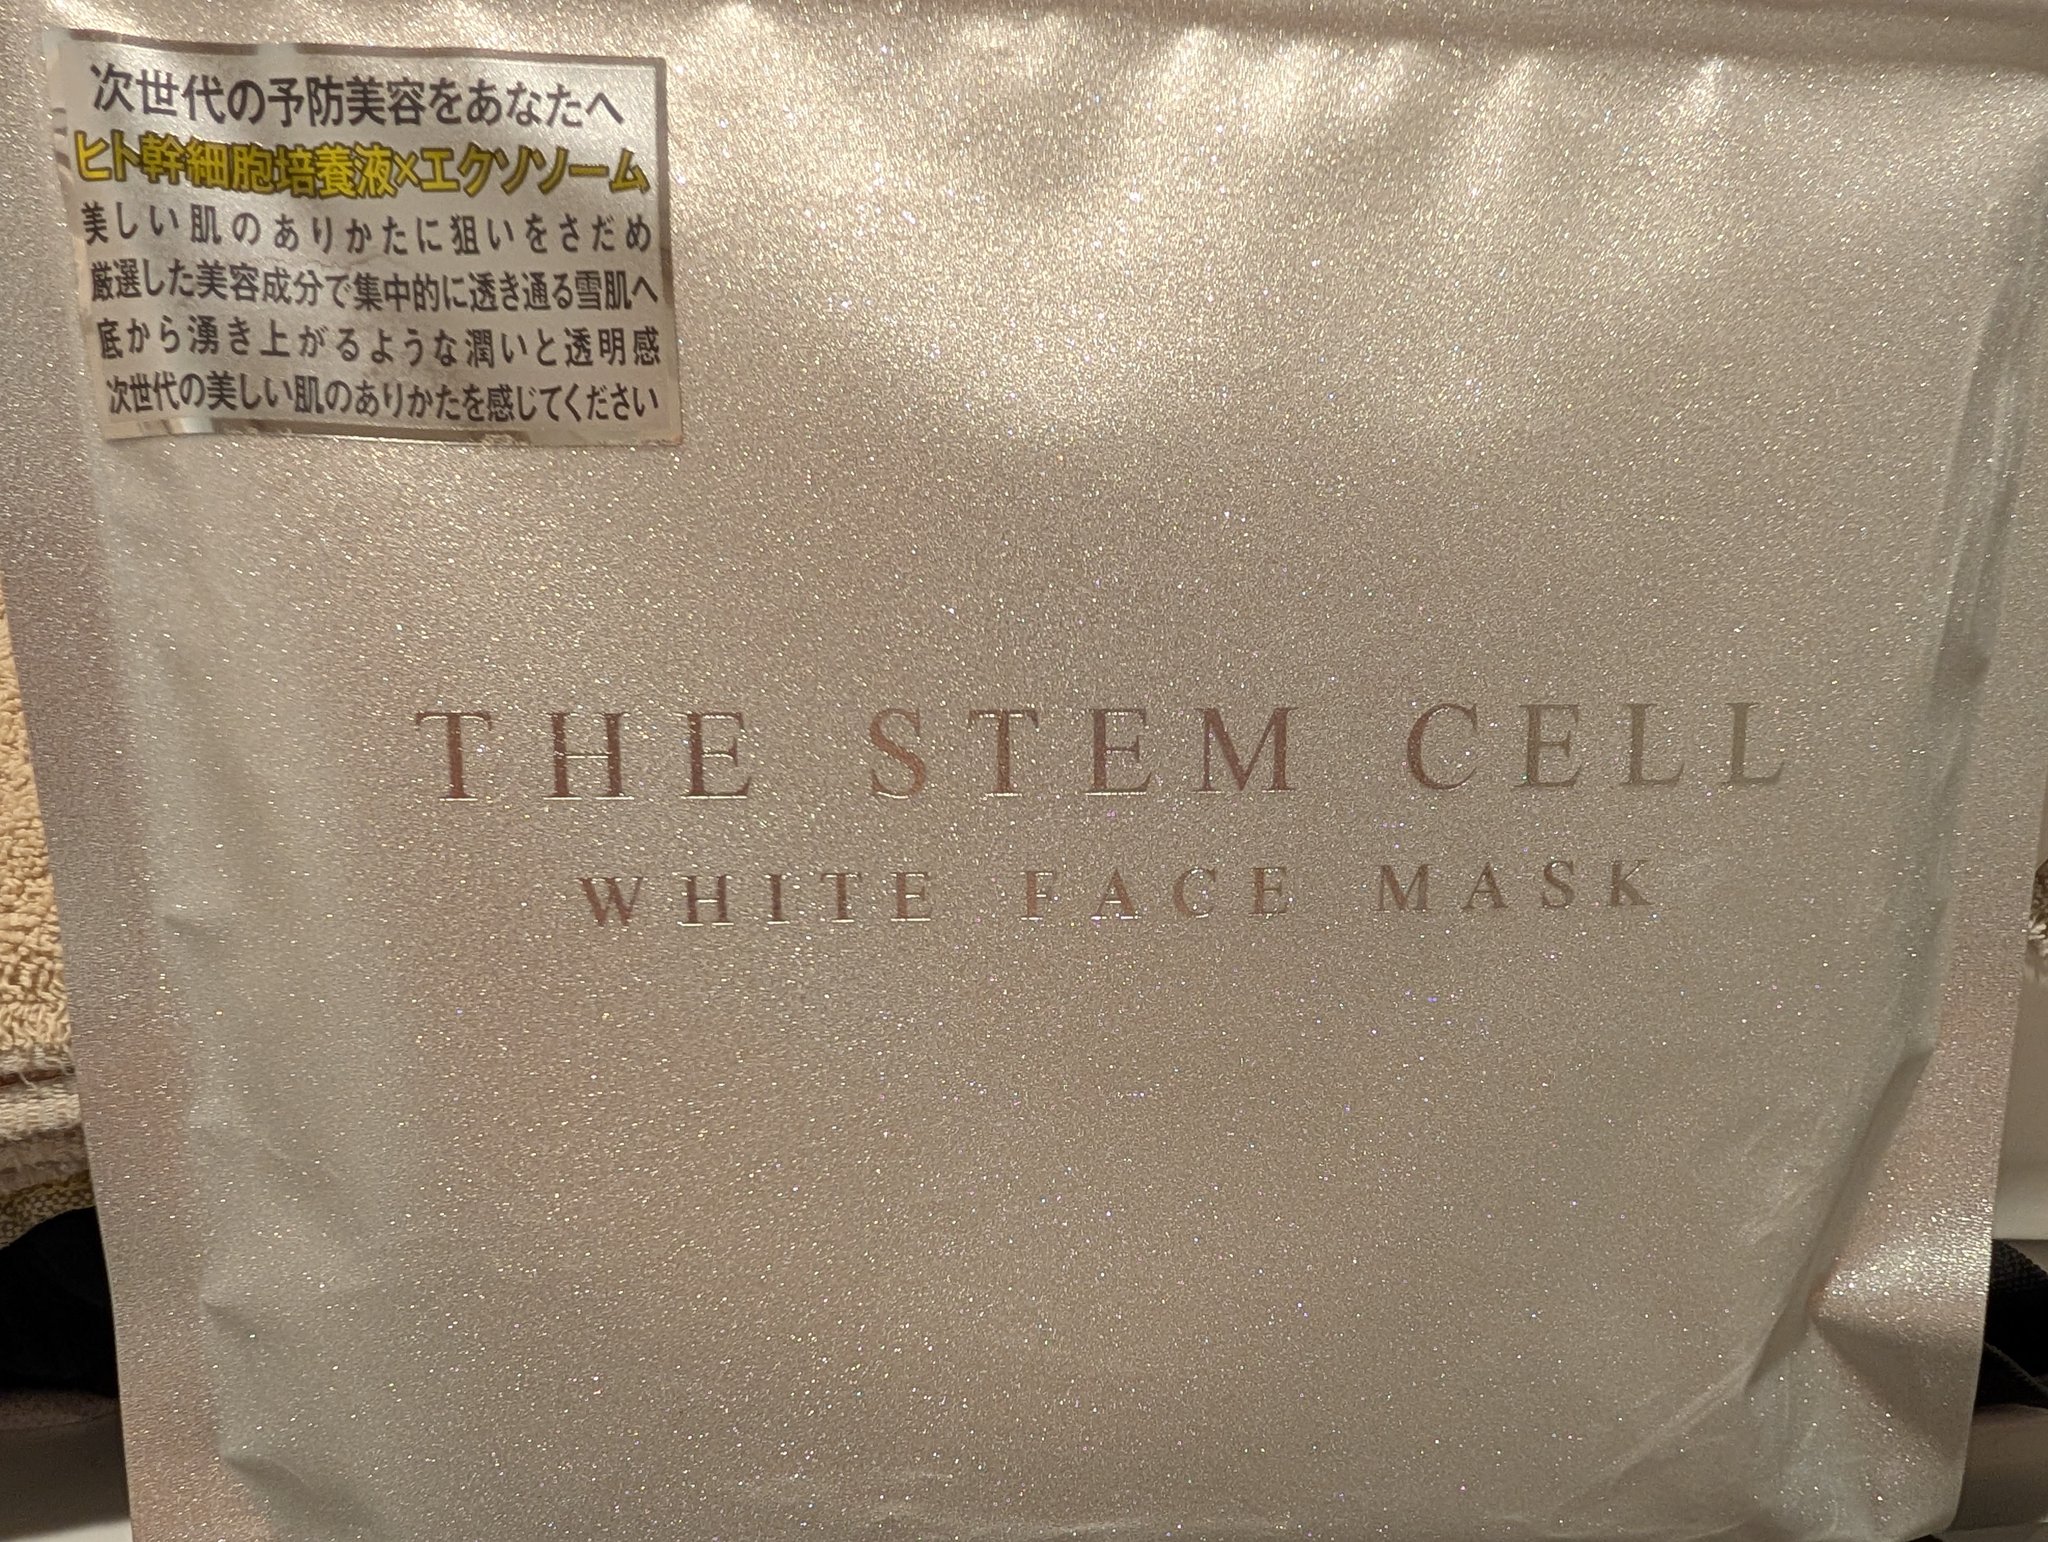 次世代の予防美容をあなたへ
ヒト幹細胞培養液×エクソソーム
美しい肌のありかたに狙いをさだめ
厳選した美容成分で集中的に透き通る雪肌へ
底から湧き上がるような潤いと透明感
次世代の美しい肌のありかたを感じてください
THE STEM CELL
WHITE FACE MASK